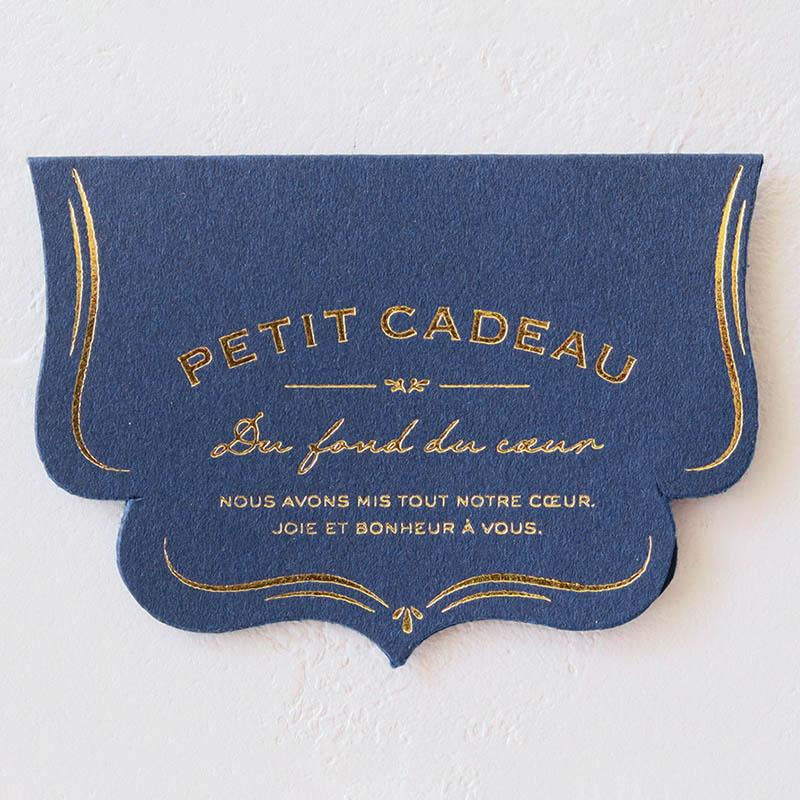 PETIT CADEAU
Du fond du cœur
NOUS AVONS MIS TOUT NOTRE CŒUR.
JOIE ET BONHEUR À VOUS.